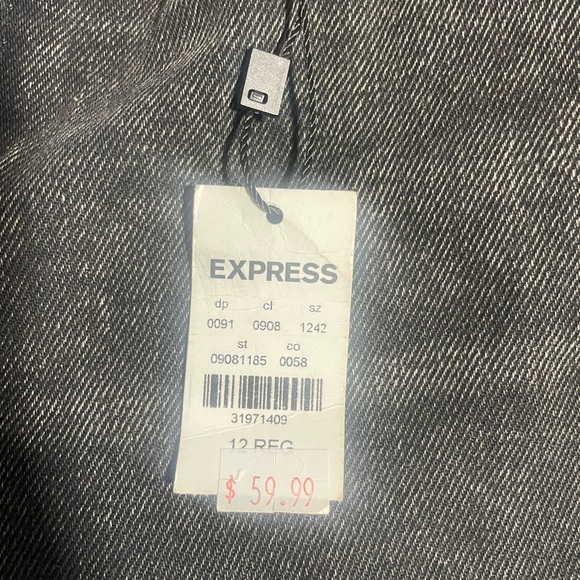 EXPRESS
dp cl sz
0091 0908 1242
st co
09081185 0058
31971409
12 REG
$ 59.99